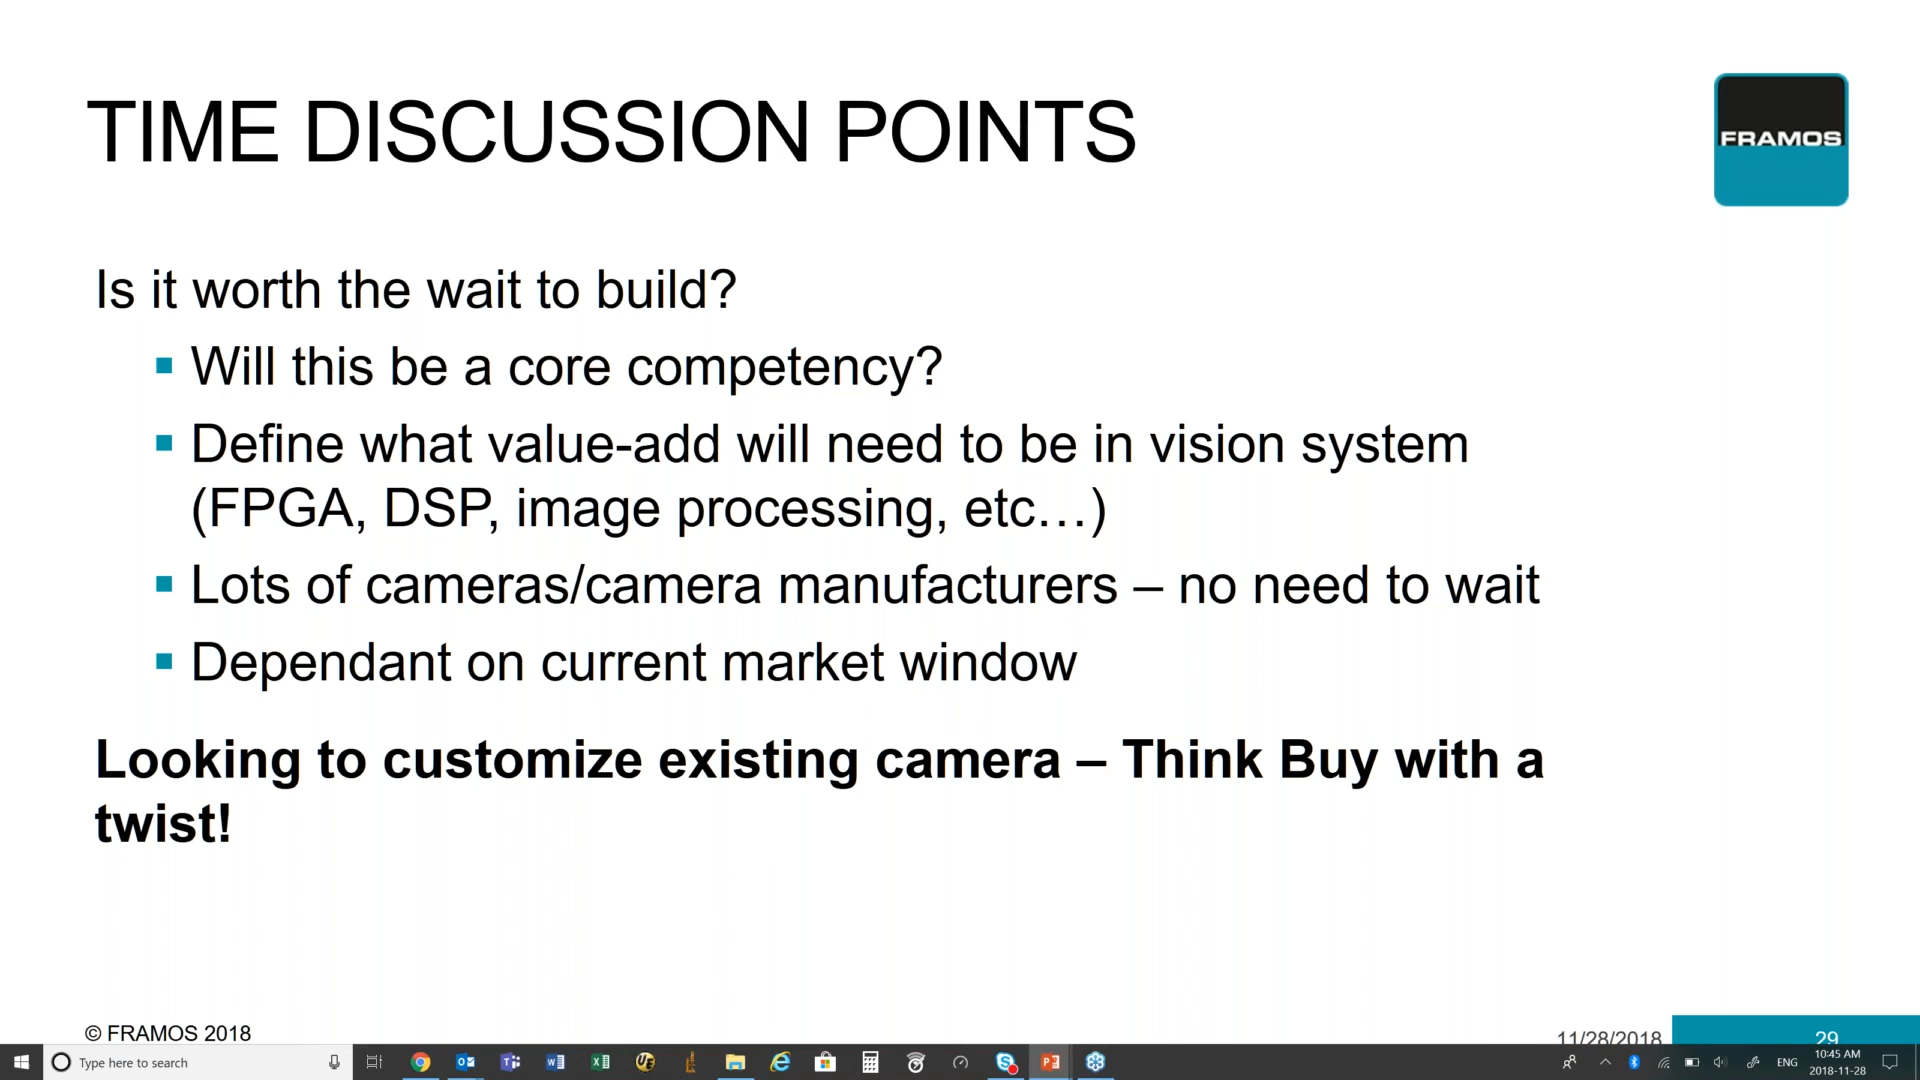 TIME DISCUSSION POINTS
FRAMOS
Is it worth the wait to build?
▪ Will this be a core competency?
▪ Define what value-add will need to be in vision system
(FPGA, DSP, image processing, etc…)
▪ Lots of cameras/camera manufacturers – no need to wait
▪ Dependant on current market window
Looking to customize existing camera – Think Buy with a
twist!
© FRAMOS 2018
11/28/2018
29
Type here to search
ENG
10:45 AM
2018-11-28